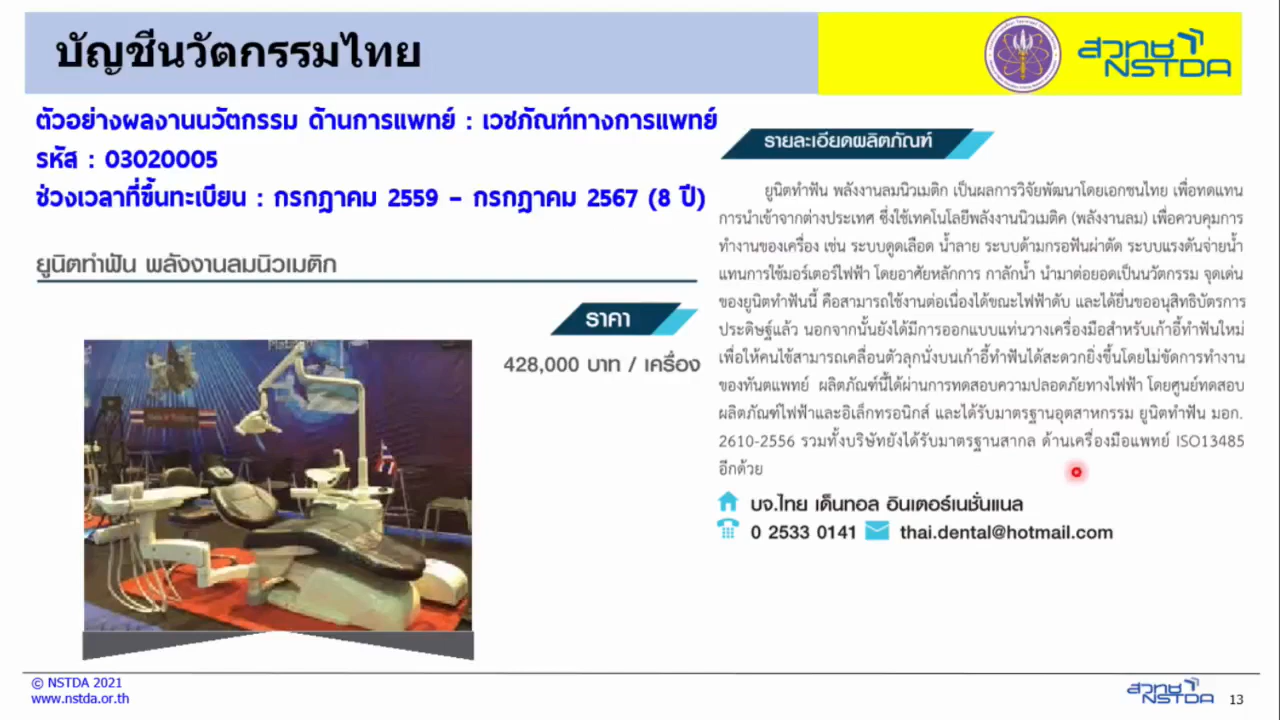 บัญชีนวัตกรรมไทย
สวทช
NSTDA
ตัวอย่างผลงานนวัตกรรม ด้านการแพทย์ : เวชภัณฑ์ทางการแพทย์
รหัส : 03020005
ช่วงเวลาที่ขึ้นทะเบียน : กรกฎาคม 2559 – กรกฎาคม 2567 (8 ปี)
ยูนิตทำฟัน พลังงานลมนิวเมติก
ราคา
428,000 บาท / เครื่อง
รายละเอียดผลิตภัณฑ์
ยูนิตทำฟัน พลังงานลมนิวเมติก เป็นผลการวิจัยพัฒนาโดยเอกชนไทย เพื่อทดแทน
การนำเข้าจากต่างประเทศ ซึ่งใช้เทคโนโลยีพลังงานนิวเมติค (พลังงานลม) เพื่อควบคุมการ
ทำงานของเครื่อง เช่น ระบบดูดเลือด น้ำลาย ระบบด้ามกรอฟันผ่าตัด ระบบแรงดันจ่ายน้ำ
แทนการใช้มอร์เตอร์ไฟฟ้า โดยอาศัยหลักการ กาลักน้ำ นำมาต่อยอดเป็นนวัตกรรม จุดเด่น
ของยูนิตทำฟันนี้ คือสามารถใช้งานต่อเนื่องได้ขณะไฟฟ้าดับ และได้ยื่นขออนุสิทธิบัตรการ
ประดิษฐ์แล้ว นอกจากนั้นยังได้มีการออกแบบแท่นวางเครื่องมือสำหรับเก้าอี้ทำฟันใหม่
เพื่อให้คนไข้สามารถเคลื่อนตัวลุกนั่งบนเก้าอี้ทำฟันได้สะดวกยิ่งขึ้นโดยไม่ขัดการทำงาน
ของทันตแพทย์ ผลิตภัณฑ์นี้ได้ผ่านการทดสอบความปลอดภัยทางไฟฟ้า โดยศูนย์ทดสอบ
ผลิตภัณฑ์ไฟฟ้าและอิเล็กทรอนิกส์ และได้รับมาตรฐานอุตสาหกรรม ยูนิตทำฟัน มอก.
2610-2556 รวมทั้งบริษัทยังได้รับมาตรฐานสากล ด้านเครื่องมือแพทย์ ISO13485
อีกด้วย
บจ.ไทย เด็นทอล อินเตอร์เนชั่นแนล
0 2533 0141 thai.dental@hotmail.com
© NSTDA 2021
www.nstda.or.th
สวทช
NSTDA
13